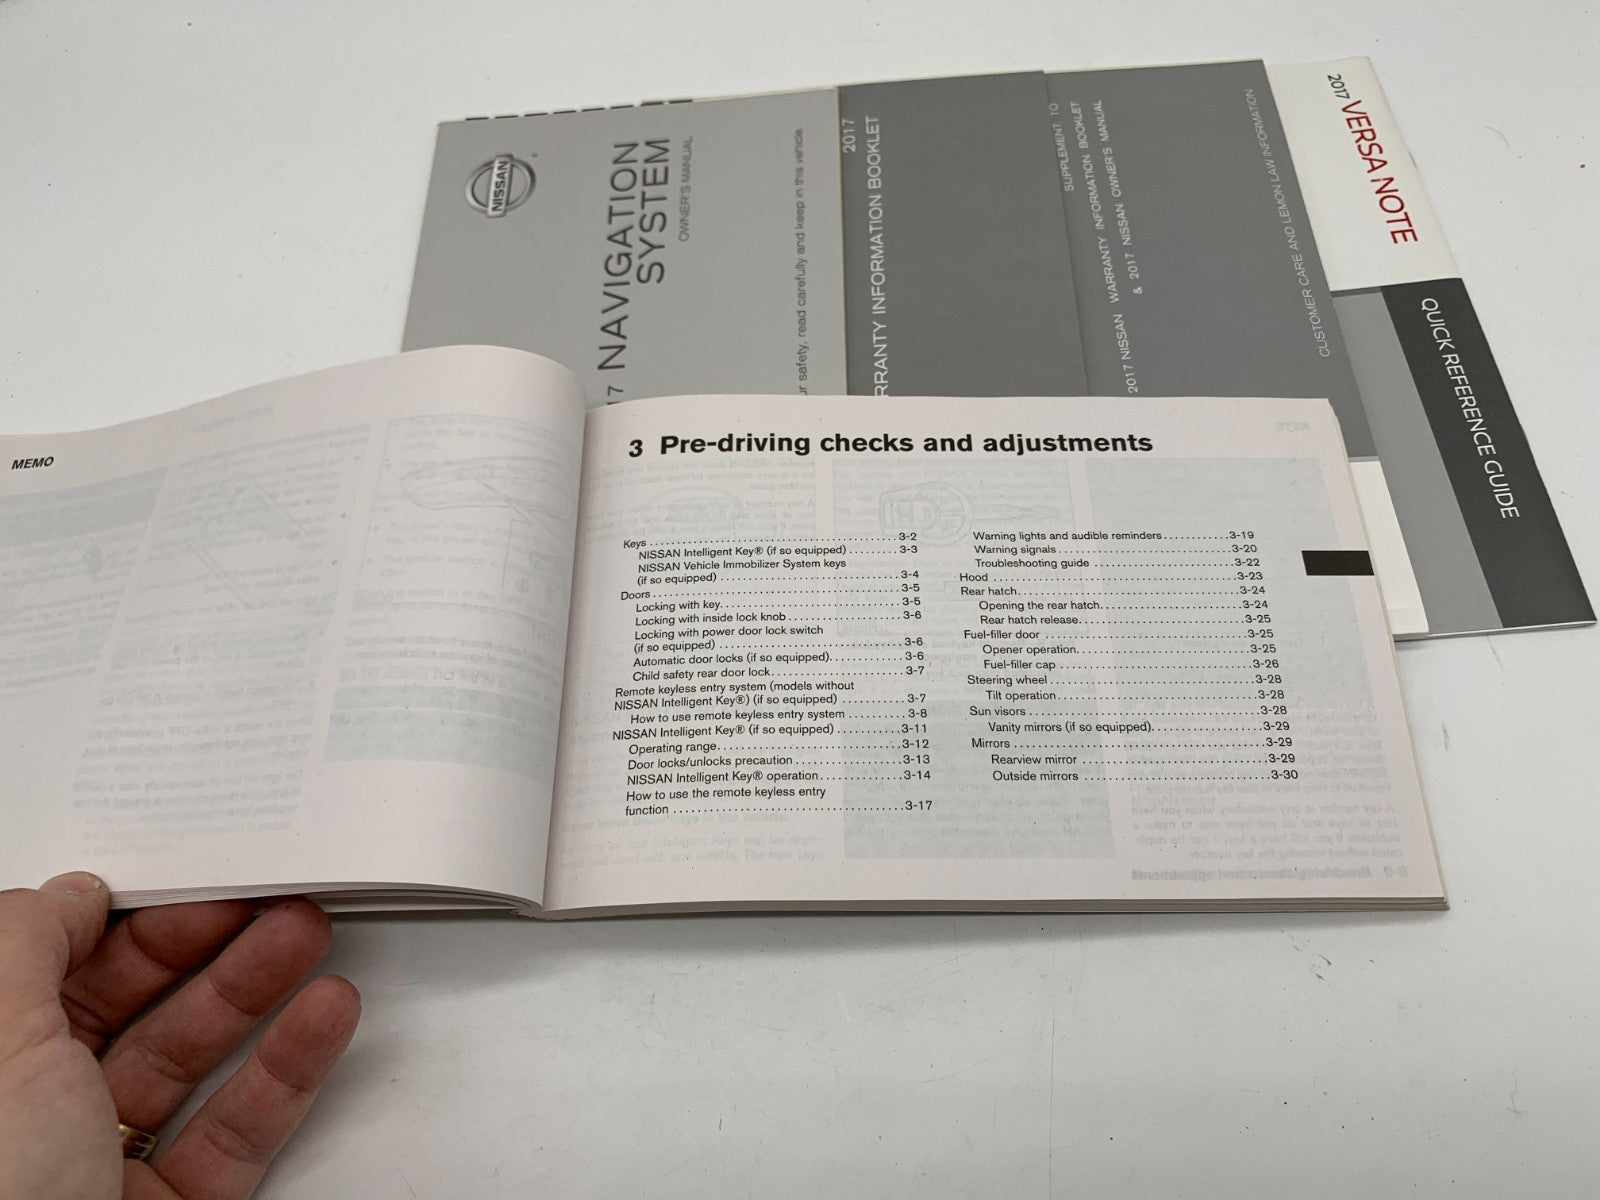 NISSAN
17 NAVIGATION
SYSTEM
OWNER'S MANUAL
ur safety, read carefully and keep in this vehicle.
2017
RRANTY INFORMATION BOOKLET
SUPPLEMENT TO
2017 NISSAN WARRANTY INFORMATION BOOKLET
& 2017 NISSAN OWNER'S MANUAL
CUSTOMER CARE AND LEMON LAW INFORMATION
2017 VERSA NOTE
QUICK REFERENCE GUIDE
MEMO
3 Pre-driving checks and adjustments
Keys .......... 3-2
NISSAN Intelligent Key® (if so equipped) ......... 3-3
NISSAN Vehicle Immobilizer System keys
(if so equipped) .......... 3-4
Doors .......... 3-5
Locking with key .......... 3-5
Locking with inside lock knob .......... 3-6
Locking with power door lock switch
(if so equipped) .......... 3-6
Automatic door locks (if so equipped) .......... 3-6
Child safety rear door lock .......... 3-7
Remote keyless entry system (models without
NISSAN Intelligent Key®) (if so equipped) .......... 3-7
How to use remote keyless entry system ......... 3-8
NISSAN Intelligent Key® (if so equipped) .......... 3-11
Operating range .......... 3-12
Door locks/unlocks precaution .......... 3-13
NISSAN Intelligent Key® operation .......... 3-14
How to use the remote keyless entry
function .......... 3-17
Warning lights and audible reminders .......... 3-19
Warning signals .......... 3-20
Troubleshooting guide .......... 3-22
Hood .......... 3-23
Rear hatch .......... 3-24
Opening the rear hatch .......... 3-24
Rear hatch release .......... 3-25
Fuel-filler door .......... 3-25
Opener operation .......... 3-25
Fuel-filler cap .......... 3-26
Steering wheel .......... 3-28
Tilt operation .......... 3-28
Sun visors .......... 3-28
Vanity mirrors (if so equipped) .......... 3-29
Mirrors .......... 3-29
Rearview mirror .......... 3-29
Outside mirrors .......... 3-30